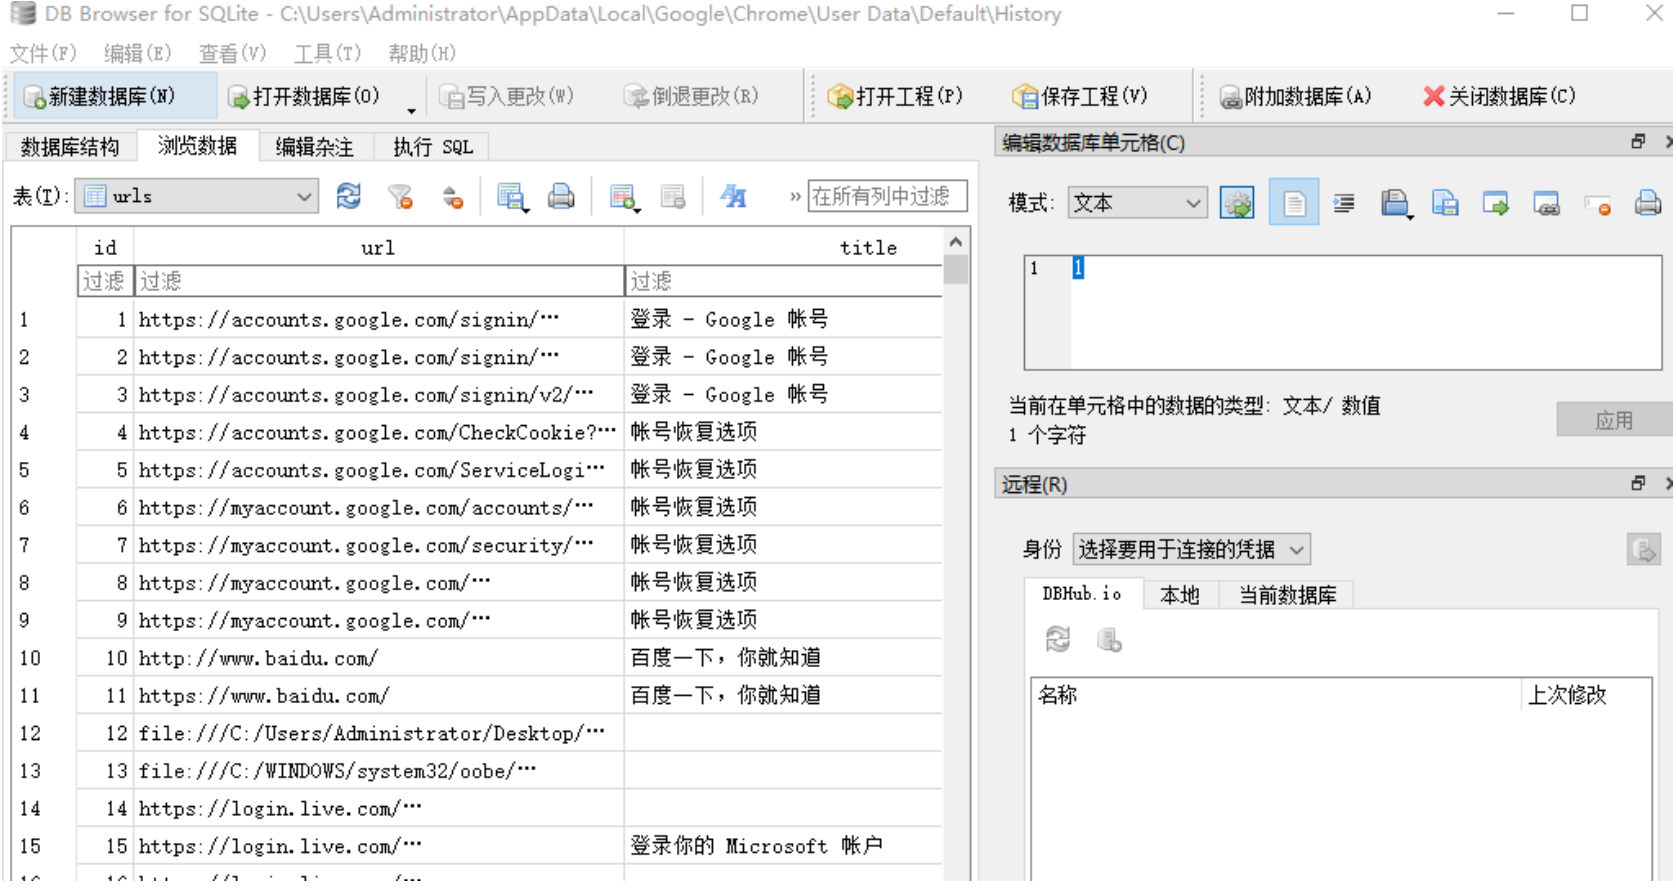 DB Browser for SQLite - C:\Users\Administrator\AppData\Local\Google\Chrome\User Data\Default\History
文件(F) 编辑(E) 查看(V) 工具(T) 帮助(H)
新建数据库(N) 打开数据库(O) 写入更改(W) 倒退更改(R) 打开工程(P) 保存工程(V) 附加数据库(A) 关闭数据库(C)
数据库结构 浏览数据 编辑杂注 执行 SQL
表(T): urls » 在所有列中过滤
id url title
过滤 过滤 过滤
1 1 https://accounts.google.com/signin/… 登录 - Google 帐号
2 2 https://accounts.google.com/signin/… 登录 - Google 帐号
3 3 https://accounts.google.com/signin/v2/… 登录 - Google 帐号
4 4 https://accounts.google.com/CheckCookie?… 帐号恢复选项
5 5 https://accounts.google.com/ServiceLogi… 帐号恢复选项
6 6 https://myaccount.google.com/accounts/… 帐号恢复选项
7 7 https://myaccount.google.com/security/… 帐号恢复选项
8 8 https://myaccount.google.com/… 帐号恢复选项
9 9 https://myaccount.google.com/… 帐号恢复选项
10 10 http://www.baidu.com/ 百度一下，你就知道
11 11 https://www.baidu.com/ 百度一下，你就知道
12 12 file:///C:/Users/Administrator/Desktop/…
13 13 file:///C:/WINDOWS/system32/oobe/…
14 14 https://login.live.com/…
15 15 https://login.live.com/… 登录你的 Microsoft 帐户
编辑数据库单元格(C)
模式: 文本
1 1
当前在单元格中的数据的类型: 文本/ 数值
1 个字符
应用
远程(R)
身份 选择要用于连接的凭据
DBHub.io 本地 当前数据库
名称 上次修改